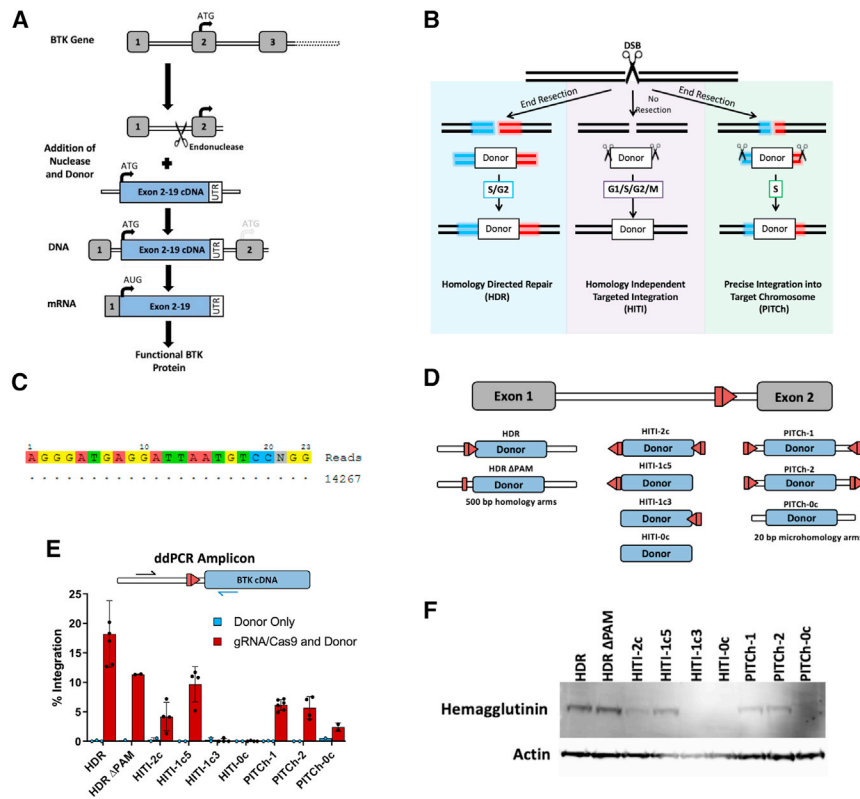 A
BTK Gene
ATG
1
2
3
1
2
Endonuclease
Addition of
Nuclease
and Donor
ATG
Exon 2-19 cDNA
UTR
DNA
ATG
ATG
1
Exon 2-19 cDNA
UTR
2
mRNA
AUG
1
Exon 2-19
UTR
Functional BTK
Protein
B
DSB
End Resection
No
Resection
End Resection
Donor
Donor
Donor
S/G2
G1/S/G2/M
S
Donor
Donor
Donor
Homology Directed Repair
(HDR)
Homology Independent
Targeted Integration
(HITI)
Precise Integration into
Target Chromosome
(PITCh)
C
1 10 20 23
AGGGATGAGGATTAATGTCCNGG Reads
14267
D
Exon 1
Exon 2
HDR
Donor
HDR ΔPAM
Donor
500 bp homology arms
HITI-2c
Donor
HITI-1c5
Donor
HITI-1c3
Donor
HITI-0c
Donor
PITCh-1
Donor
PITCh-2
Donor
PITCh-0c
Donor
20 bp microhomology arms
E
ddPCR Amplicon
BTK cDNA
Donor Only
gRNA/Cas9 and Donor
% Integration
25
20
15
10
5
0
HDR
HDR ΔPAM
HITI-2c
HITI-1c5
HITI-1c3
HITI-0c
PITCh-1
PITCh-2
PITCh-0c
F
HDR
HDR ΔPAM
HITI-2c
HITI-1c5
HITI-1c3
HITI-0c
PITCh-1
PITCh-2
PITCh-0c
Hemagglutinin
Actin